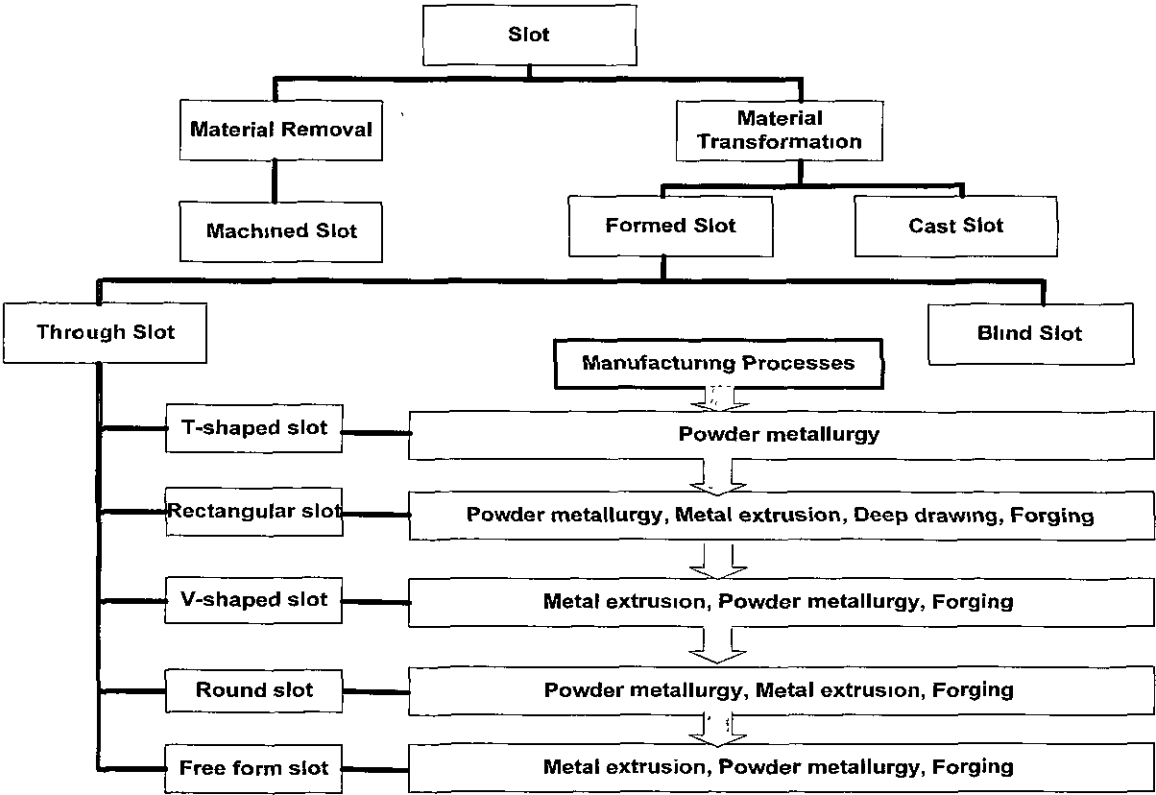 Slot
Material Removal
Material
Transformation
Machined Slot
Formed Slot
Cast Slot
Through Slot
Blind Slot
Manufacturing Processes
T-shaped slot
Powder metallurgy
Rectangular slot
Powder metallurgy, Metal extrusion, Deep drawing, Forging
V-shaped slot
Metal extrusion, Powder metallurgy, Forging
Round slot
Powder metallurgy, Metal extrusion, Forging
Free form slot
Metal extrusion, Powder metallurgy, Forging